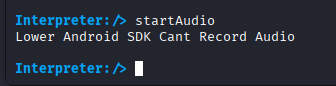 Interpreter:/> startAudio
Lower Android SDK Cant Record Audio
Interpreter:/>